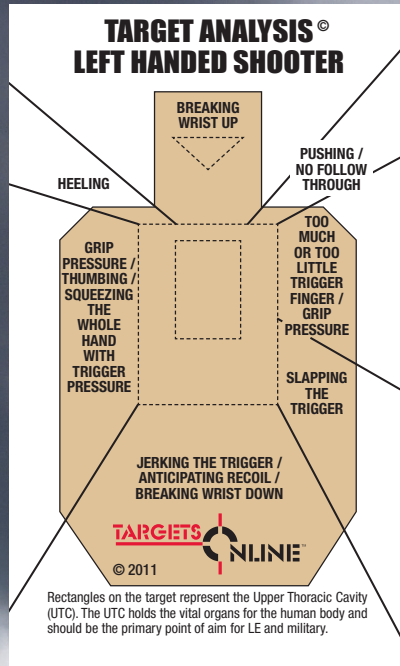 TARGET ANALYSIS©
LEFT HANDED SHOOTER
BREAKING
WRIST UP
PUSHING /
NO FOLLOW
THROUGH
HEELING
GRIP
PRESSURE /
THUMBING /
SQUEEZING
THE
WHOLE
HAND
WITH
TRIGGER
PRESSURE
TOO
MUCH
OR TOO
LITTLE
TRIGGER
FINGER /
GRIP
PRESSURE
SLAPPING
THE
TRIGGER
JERKING THE TRIGGER /
ANTICIPATING RECOIL /
BREAKING WRIST DOWN
TARGETS ONLINE™
© 2011
Rectangles on the target represent the Upper Thoracic Cavity
(UTC). The UTC holds the vital organs for the human body and
should be the primary point of aim for LE and military.